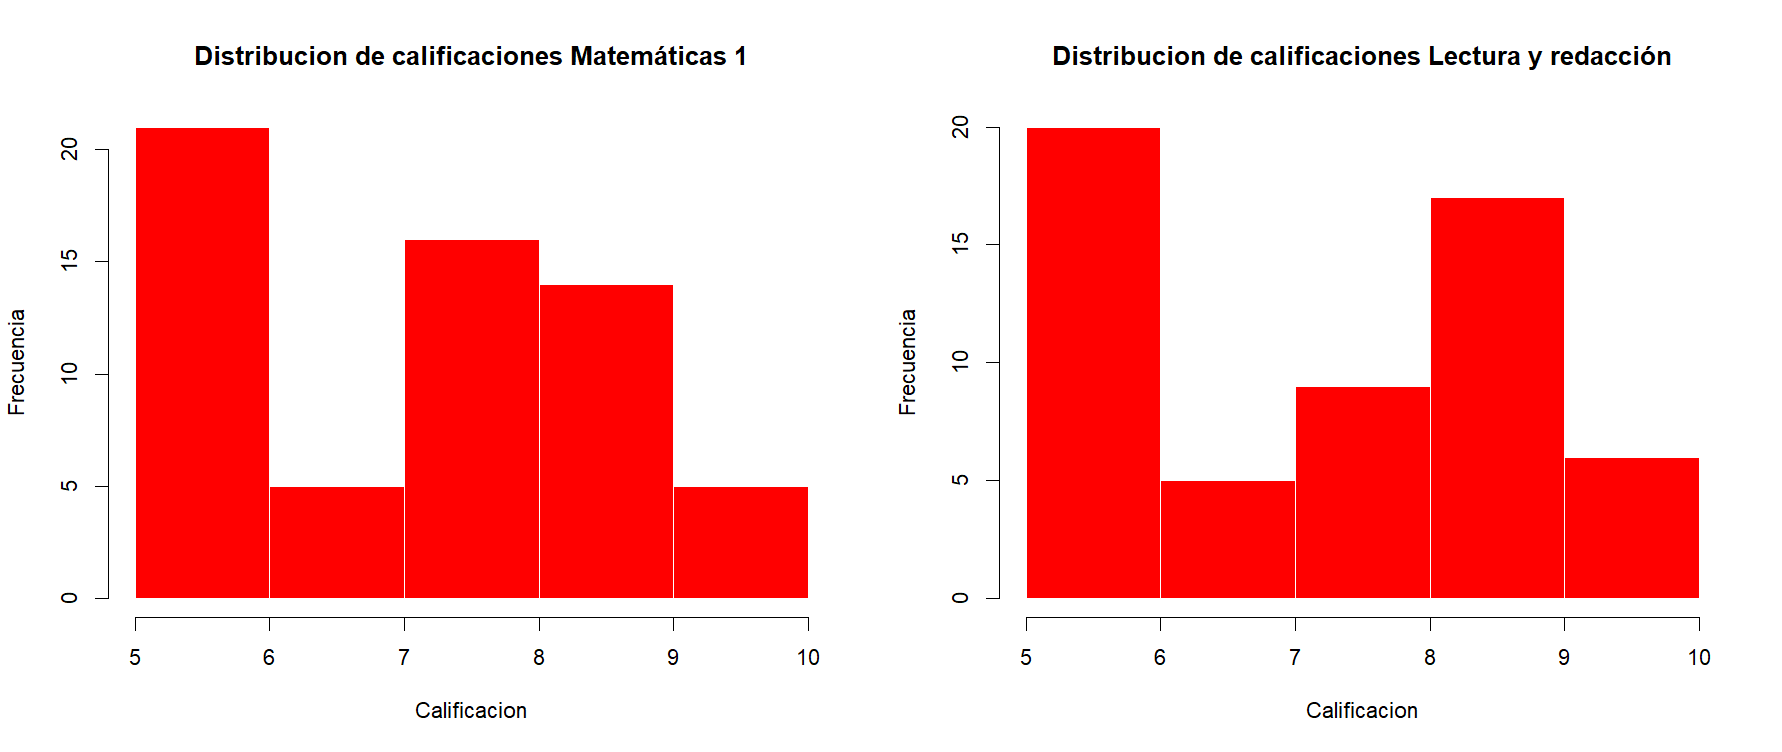 Distribucion de calificaciones Matemáticas 1
Frecuencia
20
15
10
5
0
5 6 7 8 9 10
Calificacion
Distribucion de calificaciones Lectura y redacción
Frecuencia
20
15
10
5
0
5 6 7 8 9 10
Calificacion